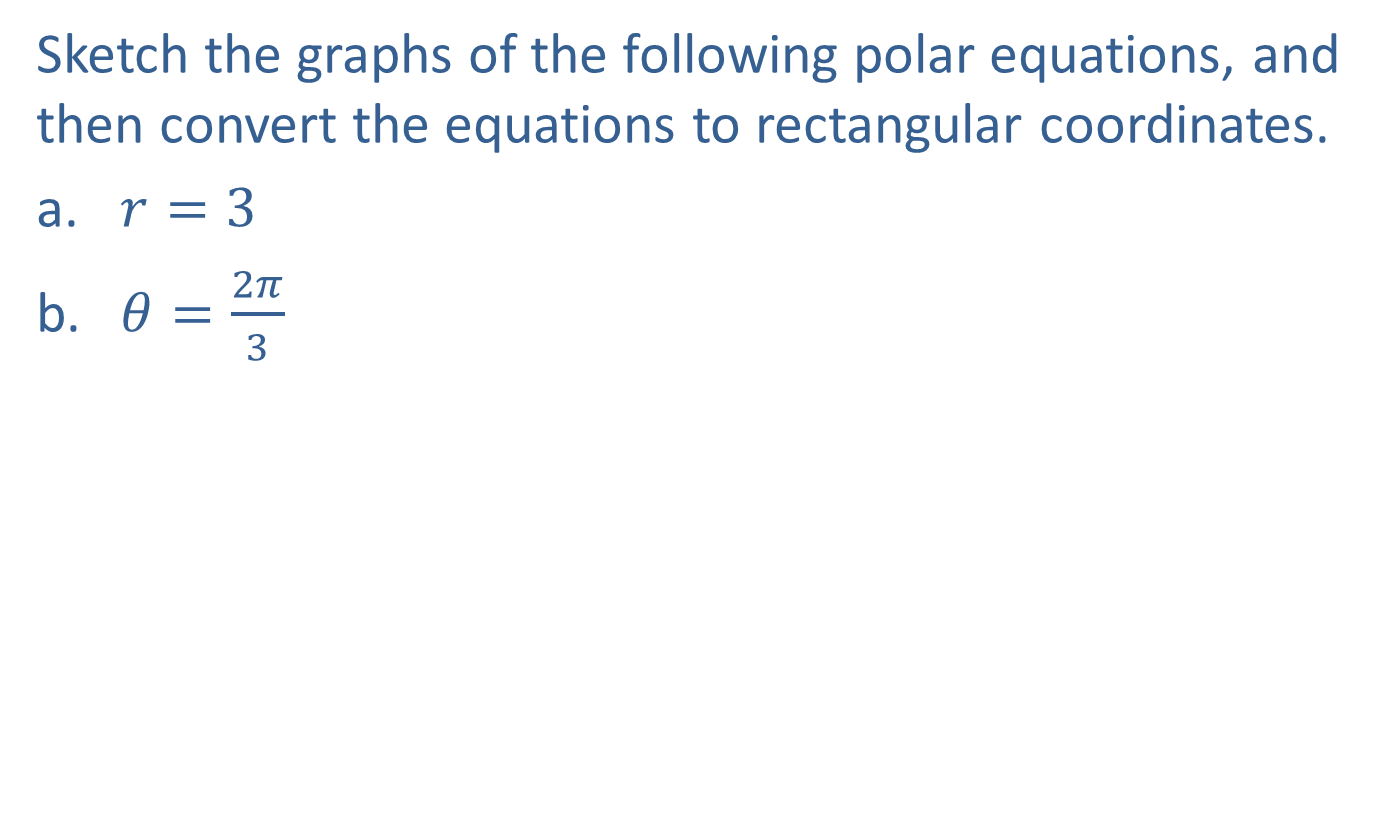 Sketch the graphs of the following polar equations, and
then convert the equations to rectangular coordinates.
a. r = 3
b. θ = 2π/3